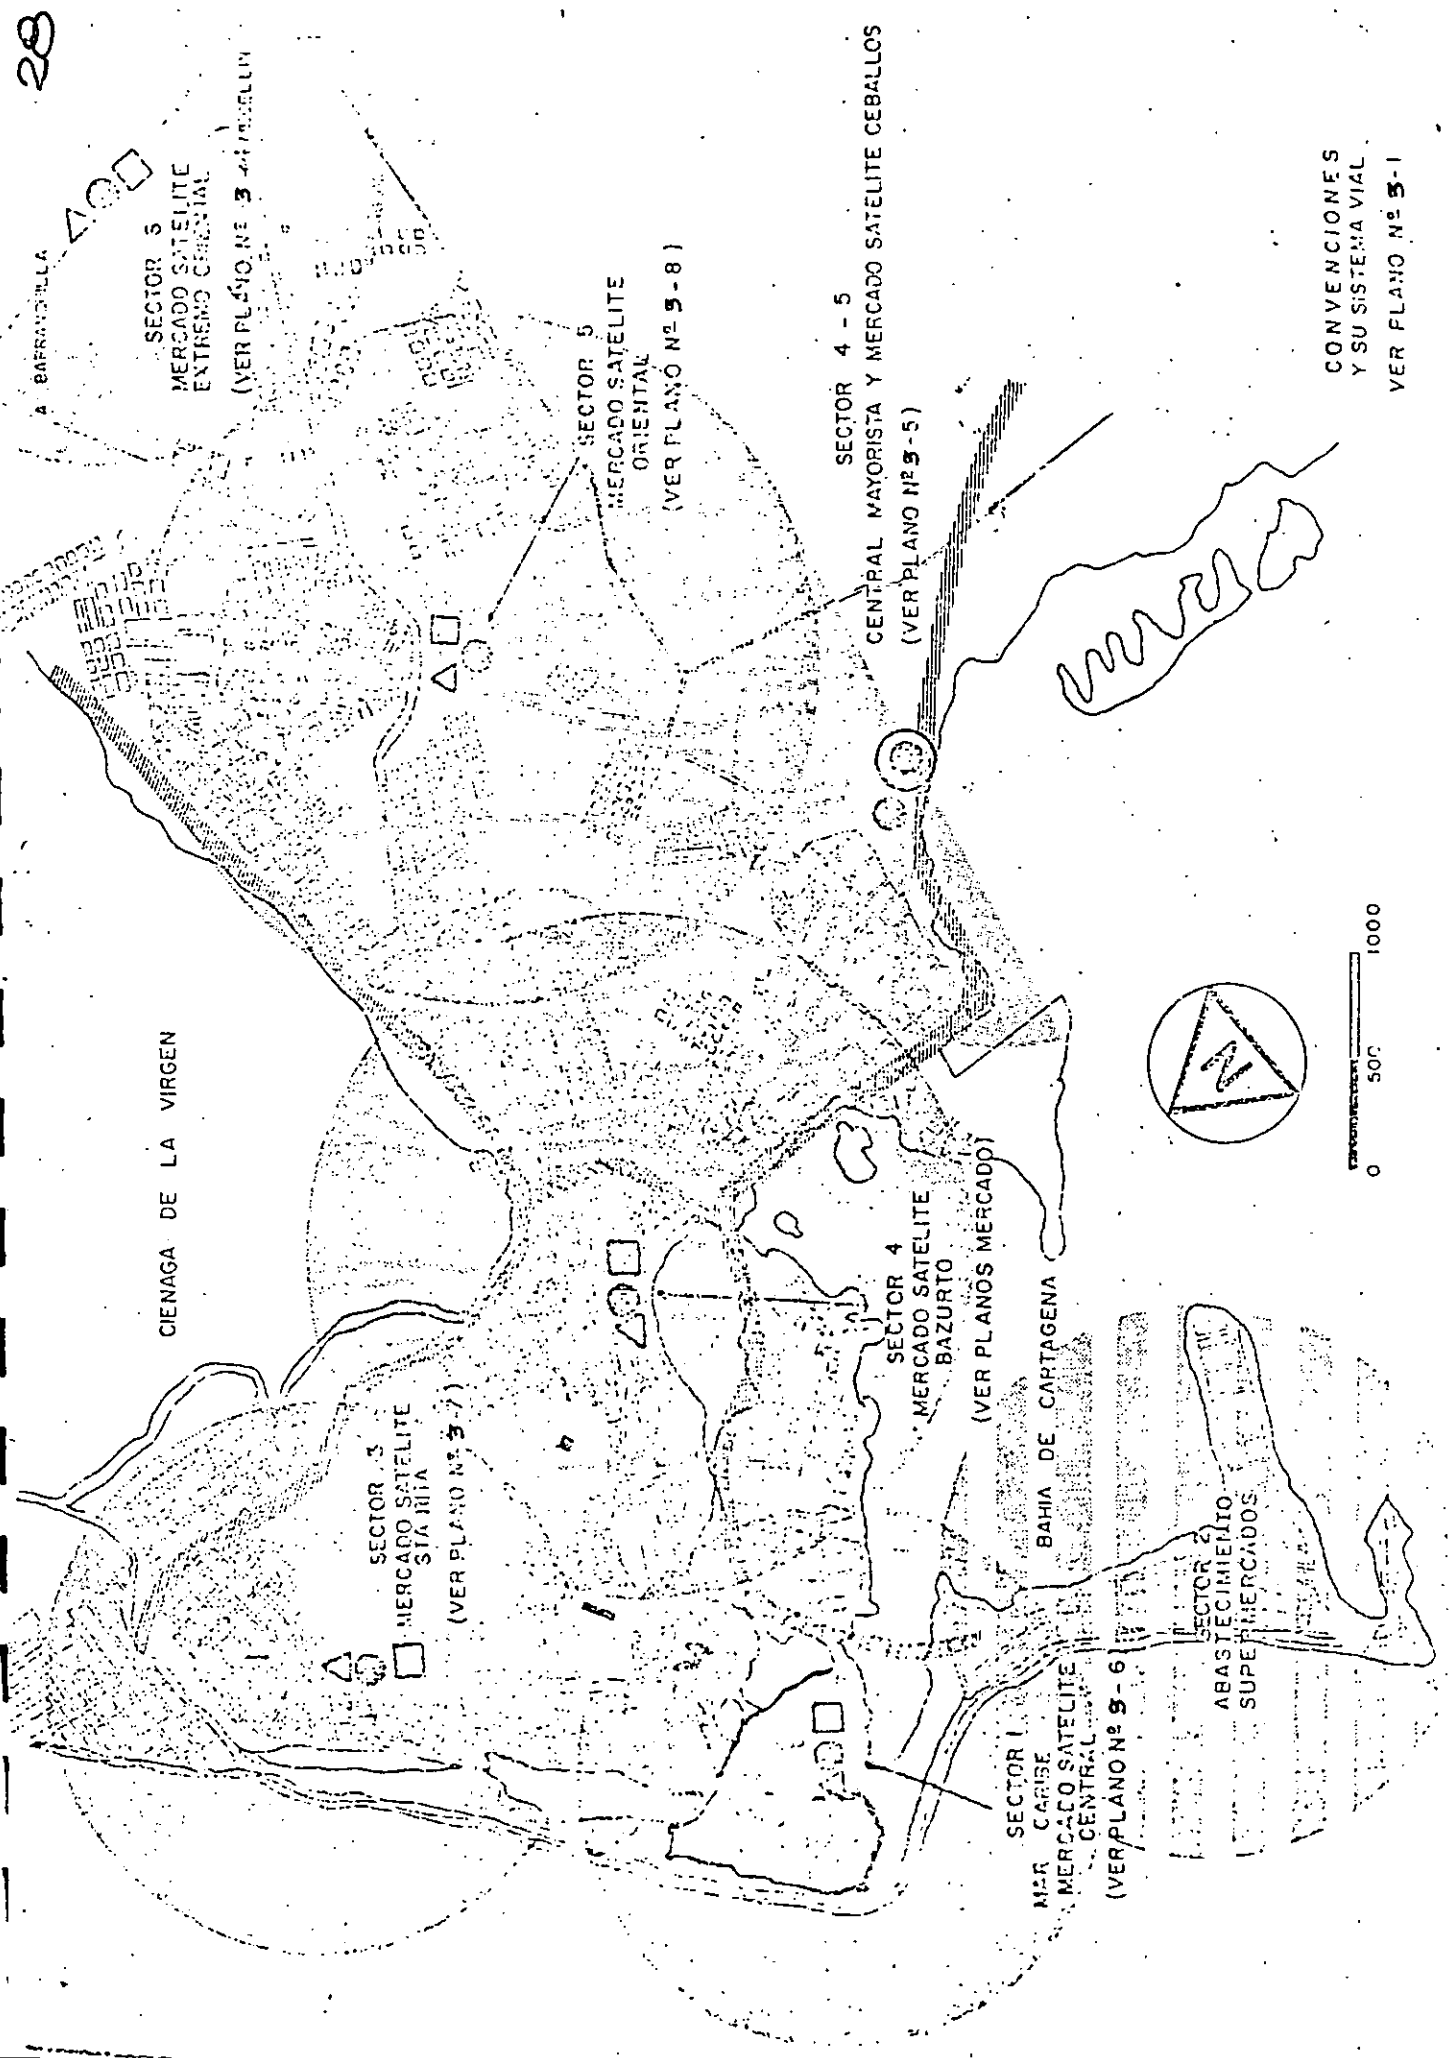 28
A BARRANQUILLA
SECTOR 5
MERCADO SATELITE
EXTREMO ORIENTAL
(VER PLANO Nº 3
SECTOR 5
MERCADO SATELITE
ORIENTAL
(VER PLANO Nº 3-8)
SECTOR 4 - 5
CENTRAL MAYORISTA Y MERCADO SATELITE CEBALLOS
(VER PLANO Nº 3-5)
CONVENCIONES
Y SU SISTEMA VIAL
VER PLANO Nº 3-1
CIENAGA DE LA VIRGEN
SECTOR 3
MERCADO SATELITE
STA RITA
(VER PLANO Nº 3-7)
SECTOR 4
MERCADO SATELITE
BAZURTO
(VER PLANOS MERCADO)
BAHIA DE CARTAGENA
N
0 500 1000
SECTOR 1
MAR CARIBE
MERCADO SATELITE
CENTRAL
(VER PLANO Nº 3-6)
SECTOR 2
ABASTECIMIENTO
SUPERMERCADOS